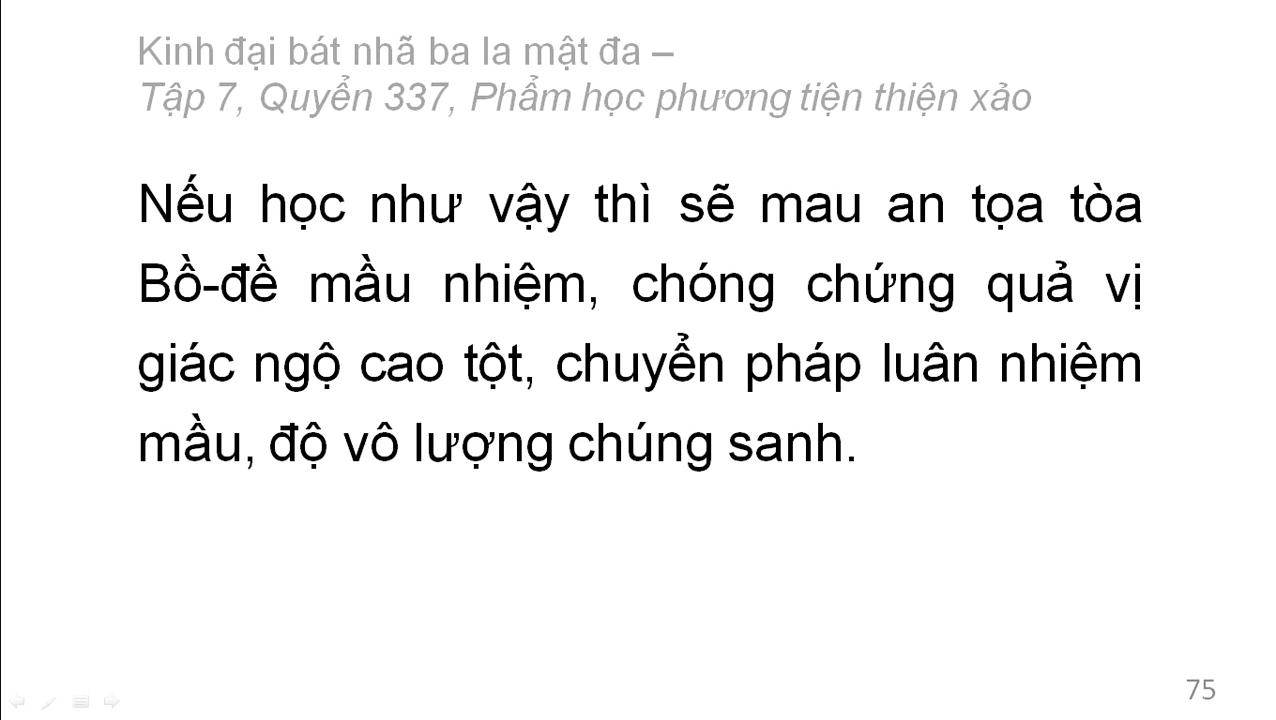 Kinh đại bát nhã ba la mật đa –
Tập 7, Quyển 337, Phẩm học phương tiện thiện xảo
Nếu học như vậy thì sẽ mau an tọa tòa
Bồ-đề mầu nhiệm, chóng chứng quả vị
giác ngộ cao tột, chuyển pháp luân nhiệm
mầu, độ vô lượng chúng sanh.
75